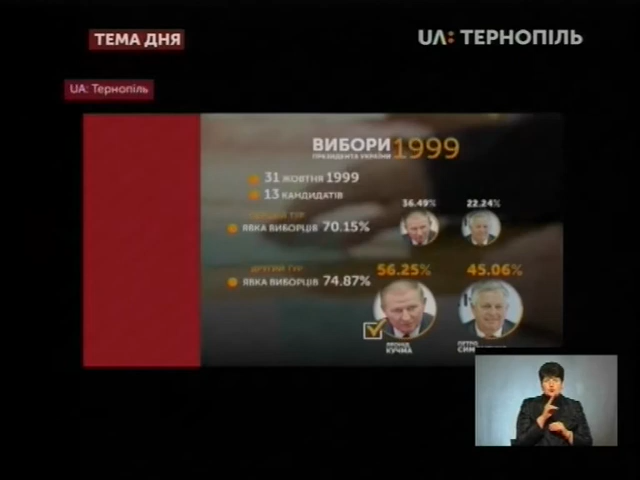 ТЕМА ДНЯ
UA: ТЕРНОПІЛЬ
UA: Тернопіль
ВИБОРИ 1999
ПРЕЗИДЕНТА УКРАЇНИ
31 ЖОВТНЯ 1999
13 КАНДИДАТІВ
36.49% 22.24%
ПЕРШИЙ ТУР
ЯВКА ВИБОРЦІВ 70.15%
56.25% 45.06%
ДРУГИЙ ТУР
ЯВКА ВИБОРЦІВ 74.87%
ЛЕОНІД
КУЧМА
ПЕТРО